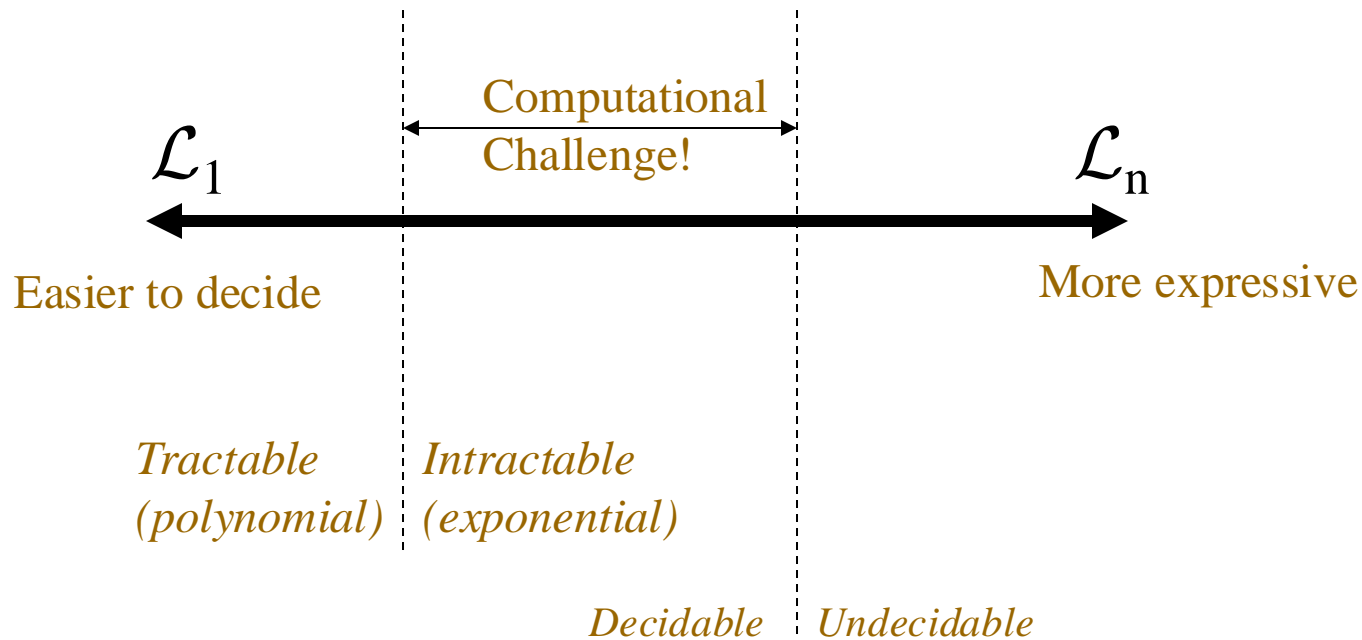 Computational
Challenge!
ℒ₁
ℒₙ
Easier to decide
More expressive
Tractable
(polynomial)
Intractable
(exponential)
Decidable
Undecidable